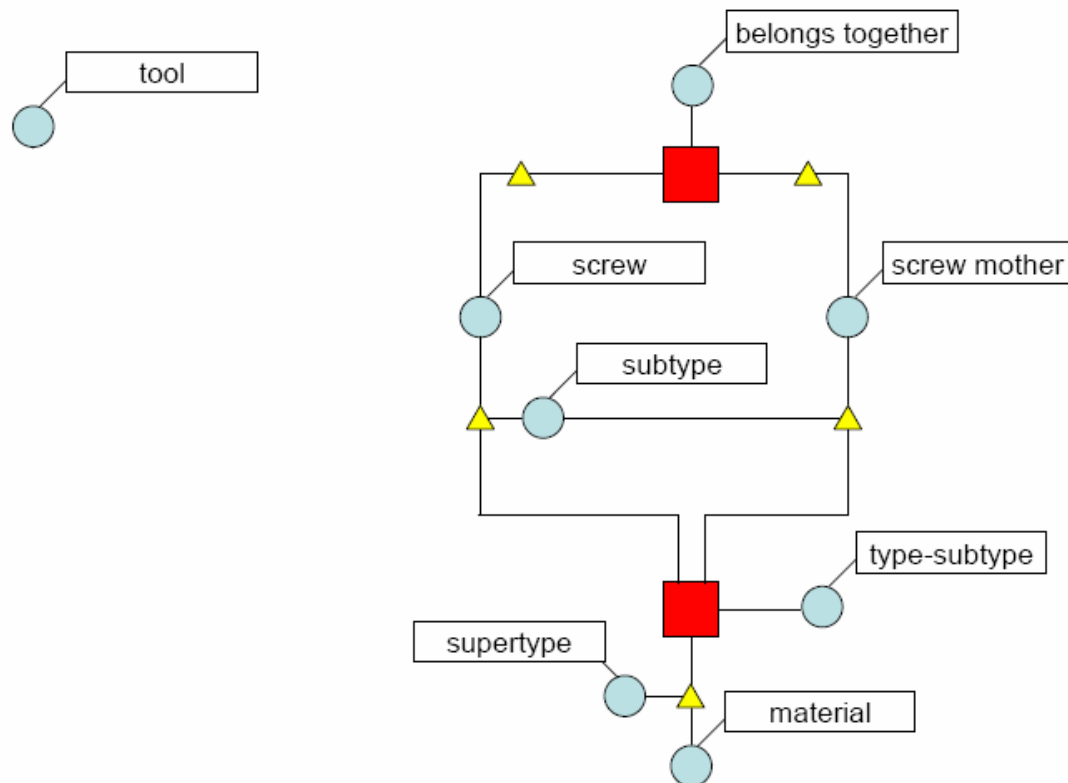 belongs together
tool
screw
screw mother
subtype
type-subtype
supertype
material